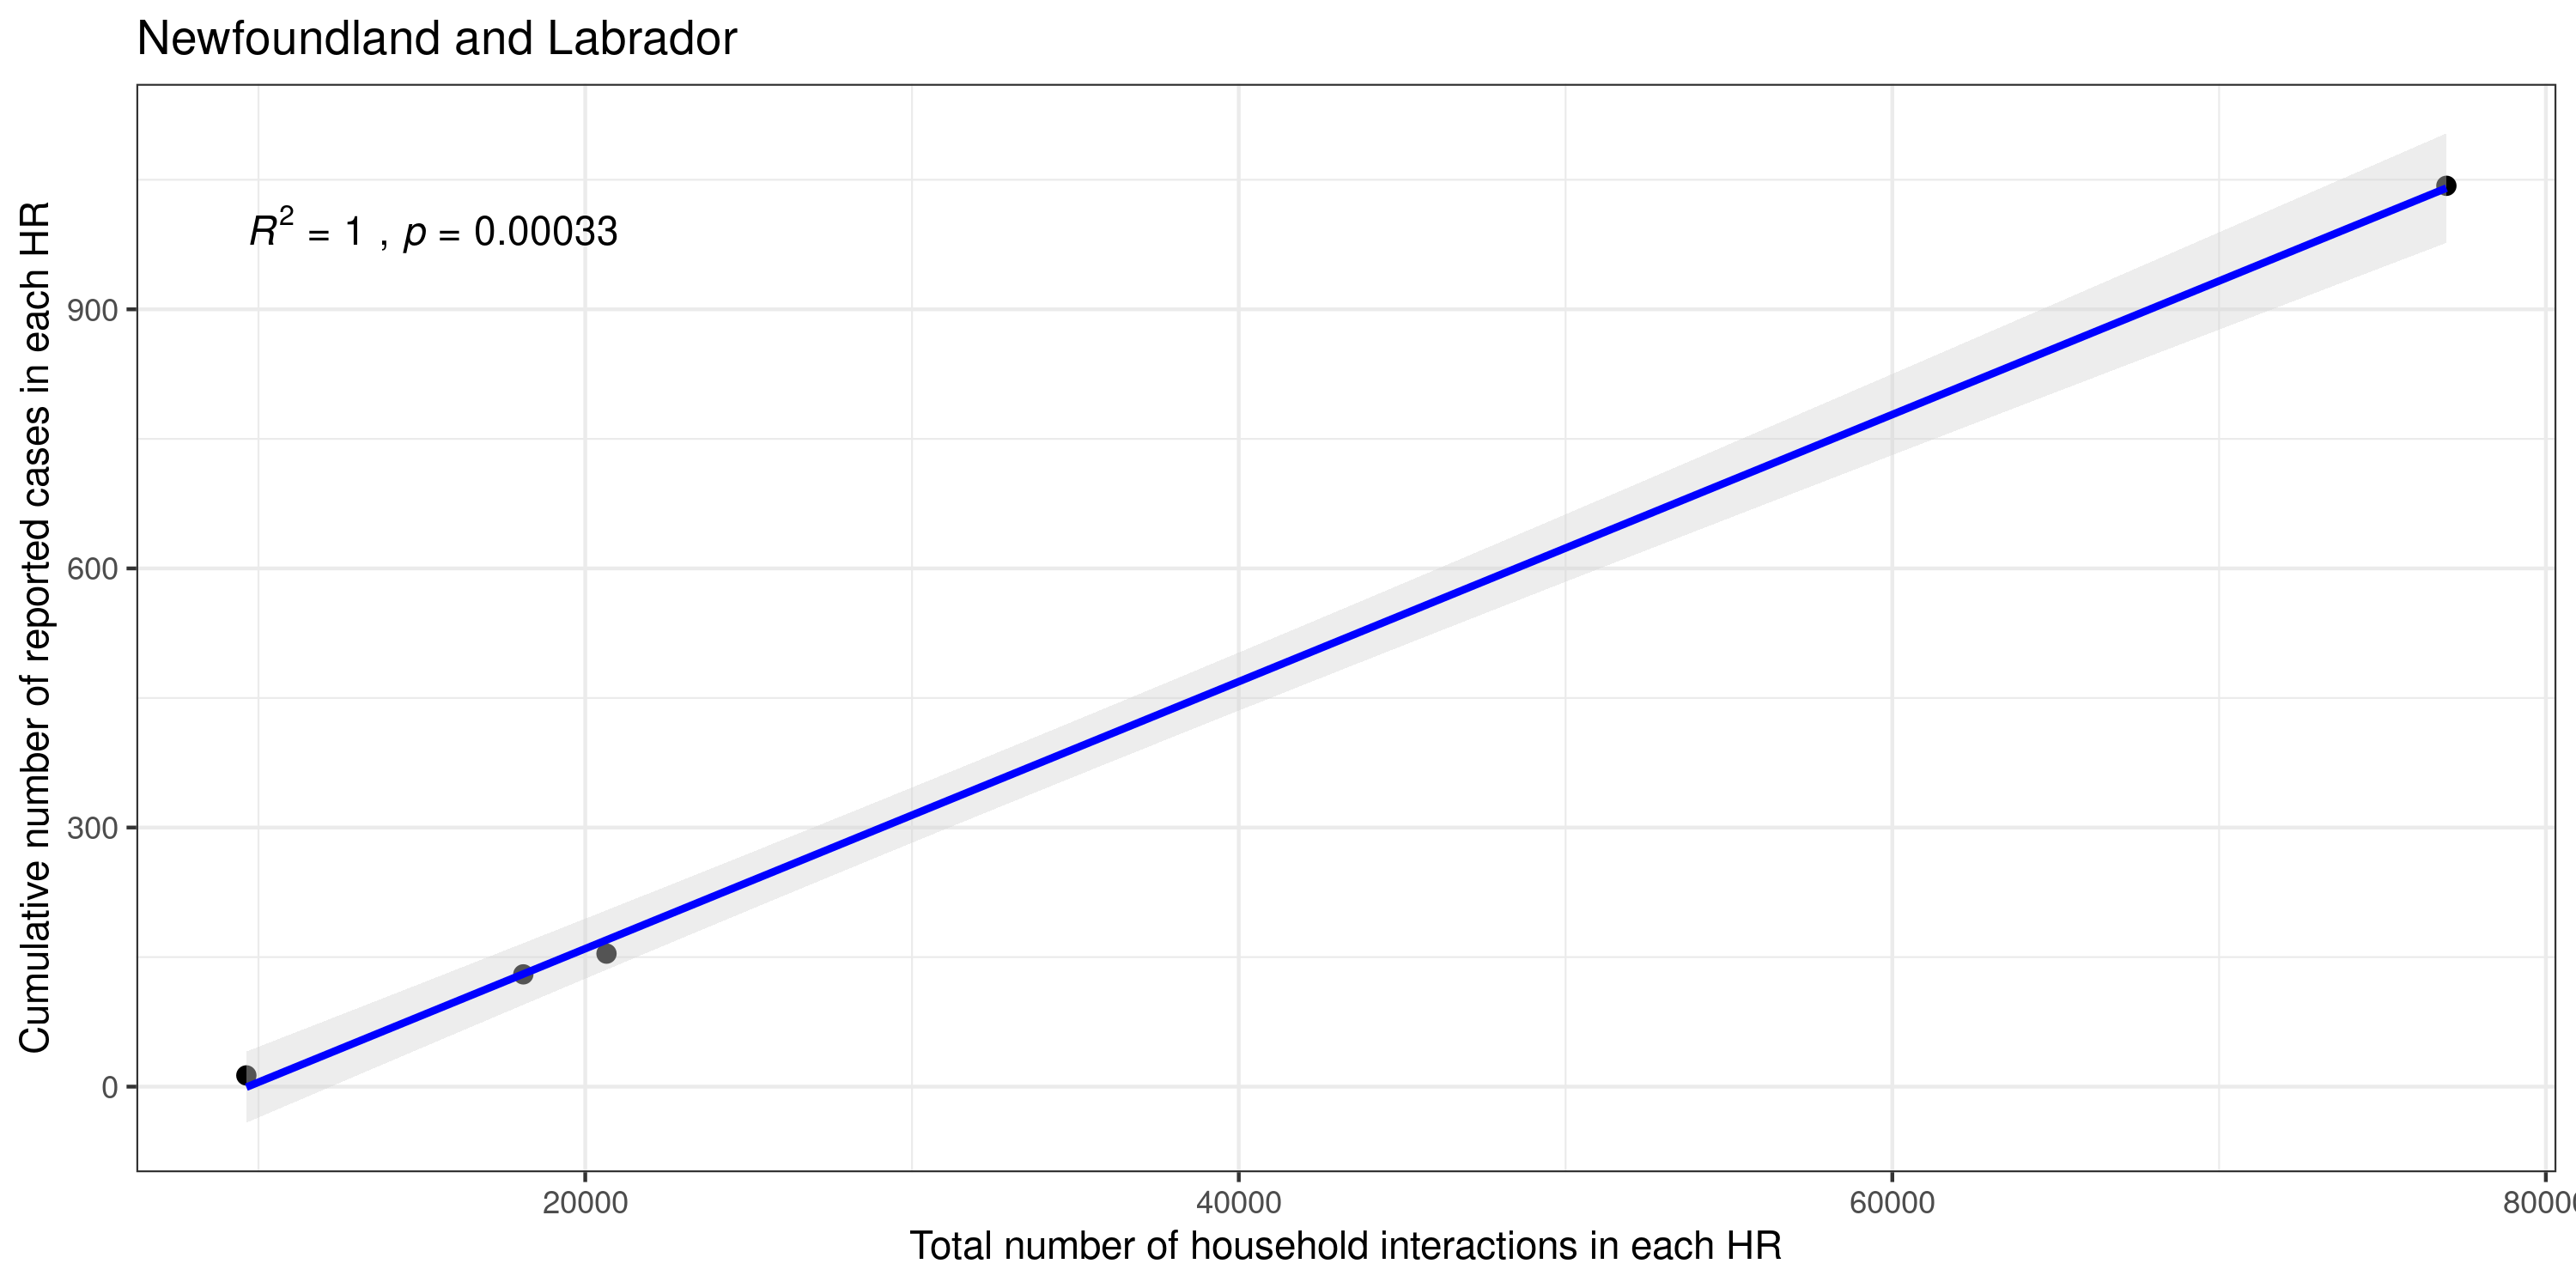 Newfoundland and Labrador
R² = 1 , p = 0.00033
Cumulative number of reported cases in each HR
900
600
300
0
20000
40000
60000
8000
Total number of household interactions in each HR